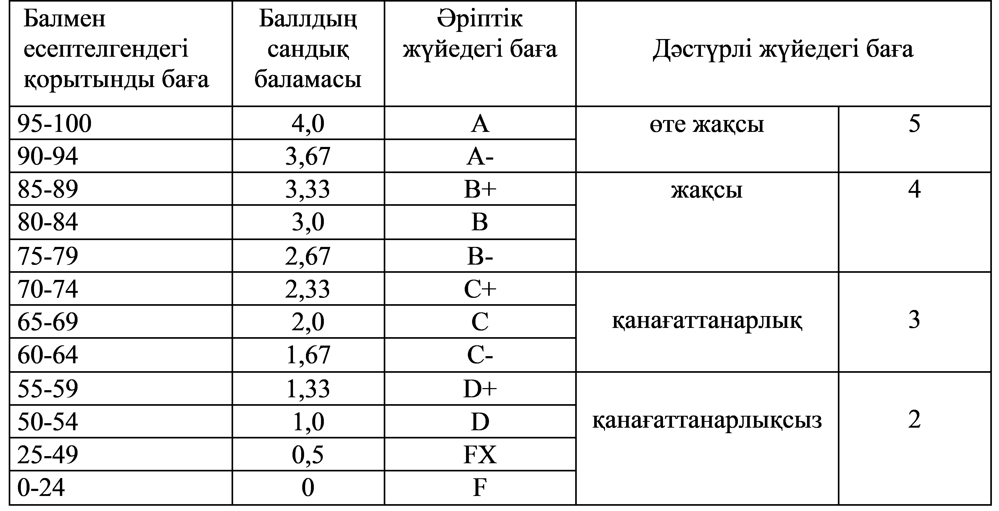 Балмен есептелгендегі қорытынды баға | Баллдың сандық баламасы | Әріптік жүйедегі баға | Дәстүрлі жүйедегі баға
95-100 | 4,0 | A | өте жақсы | 5
90-94 | 3,67 | A-
85-89 | 3,33 | B+ | жақсы | 4
80-84 | 3,0 | B
75-79 | 2,67 | B-
70-74 | 2,33 | C+
65-69 | 2,0 | C | қанағаттанарлық | 3
60-64 | 1,67 | C-
55-59 | 1,33 | D+
50-54 | 1,0 | D | қанағаттанарлықсыз | 2
25-49 | 0,5 | FX
0-24 | 0 | F